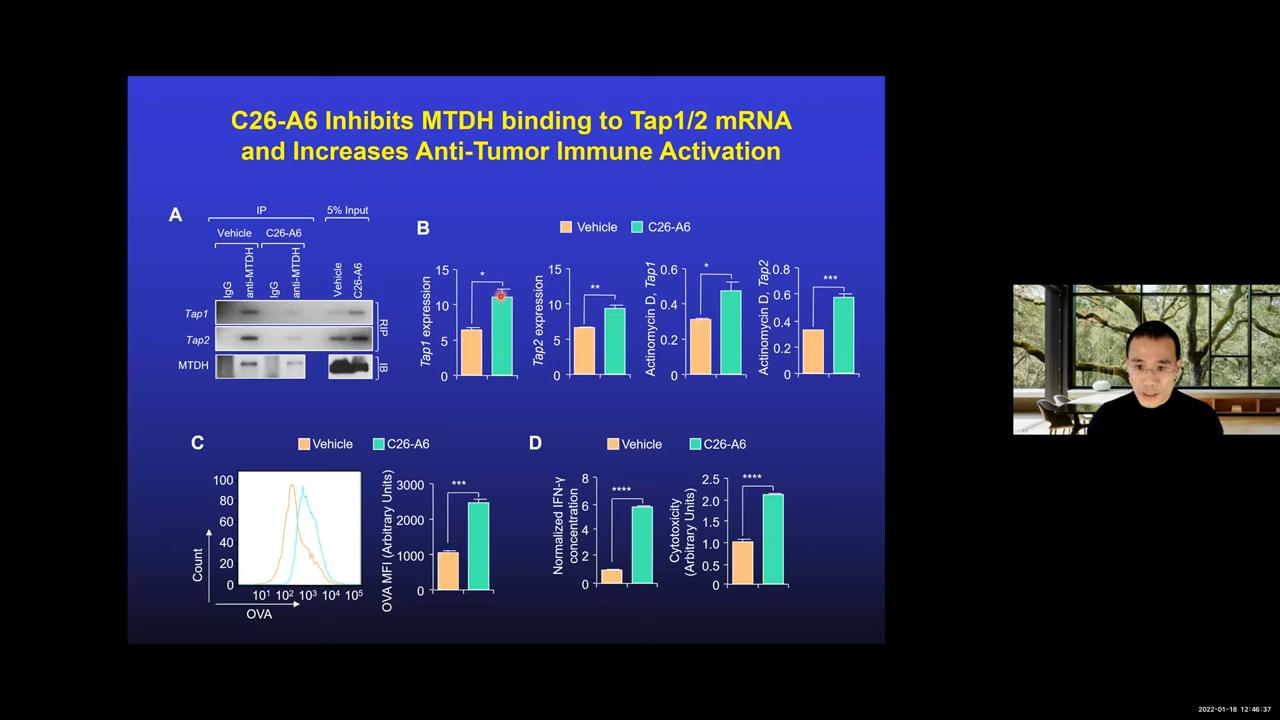 C26-A6 Inhibits MTDH binding to Tap1/2 mRNA
and Increases Anti-Tumor Immune Activation
A
IP
5% Input
Vehicle
C26-A6
IgG
anti-MTDH
IgG
anti-MTDH
Vehicle
C26-A6
Tap1
Tap2
RIP
MTDH
IB
B
Vehicle
C26-A6
Tap1 expression
15
10
5
0
*
Tap2 expression
15
10
5
0
**
Actinomycin D, Tap1
0.6
0.4
0.2
0
*
Actinomycin D, Tap2
0.8
0.6
0.4
0.2
0
***
C
Vehicle
C26-A6
Count
100
80
60
40
20
0
10¹ 10² 10³ 10⁴ 10⁵
OVA
OVA MFI (Arbitrary Units)
3000
2000
1000
0
***
D
Vehicle
C26-A6
Normalized IFN-γ
concentration
8
6
4
2
0
****
Cytotoxicity
(Arbitrary Units)
2.5
2.0
1.5
1.0
0.5
0
****
2022-01-18 12:46:37